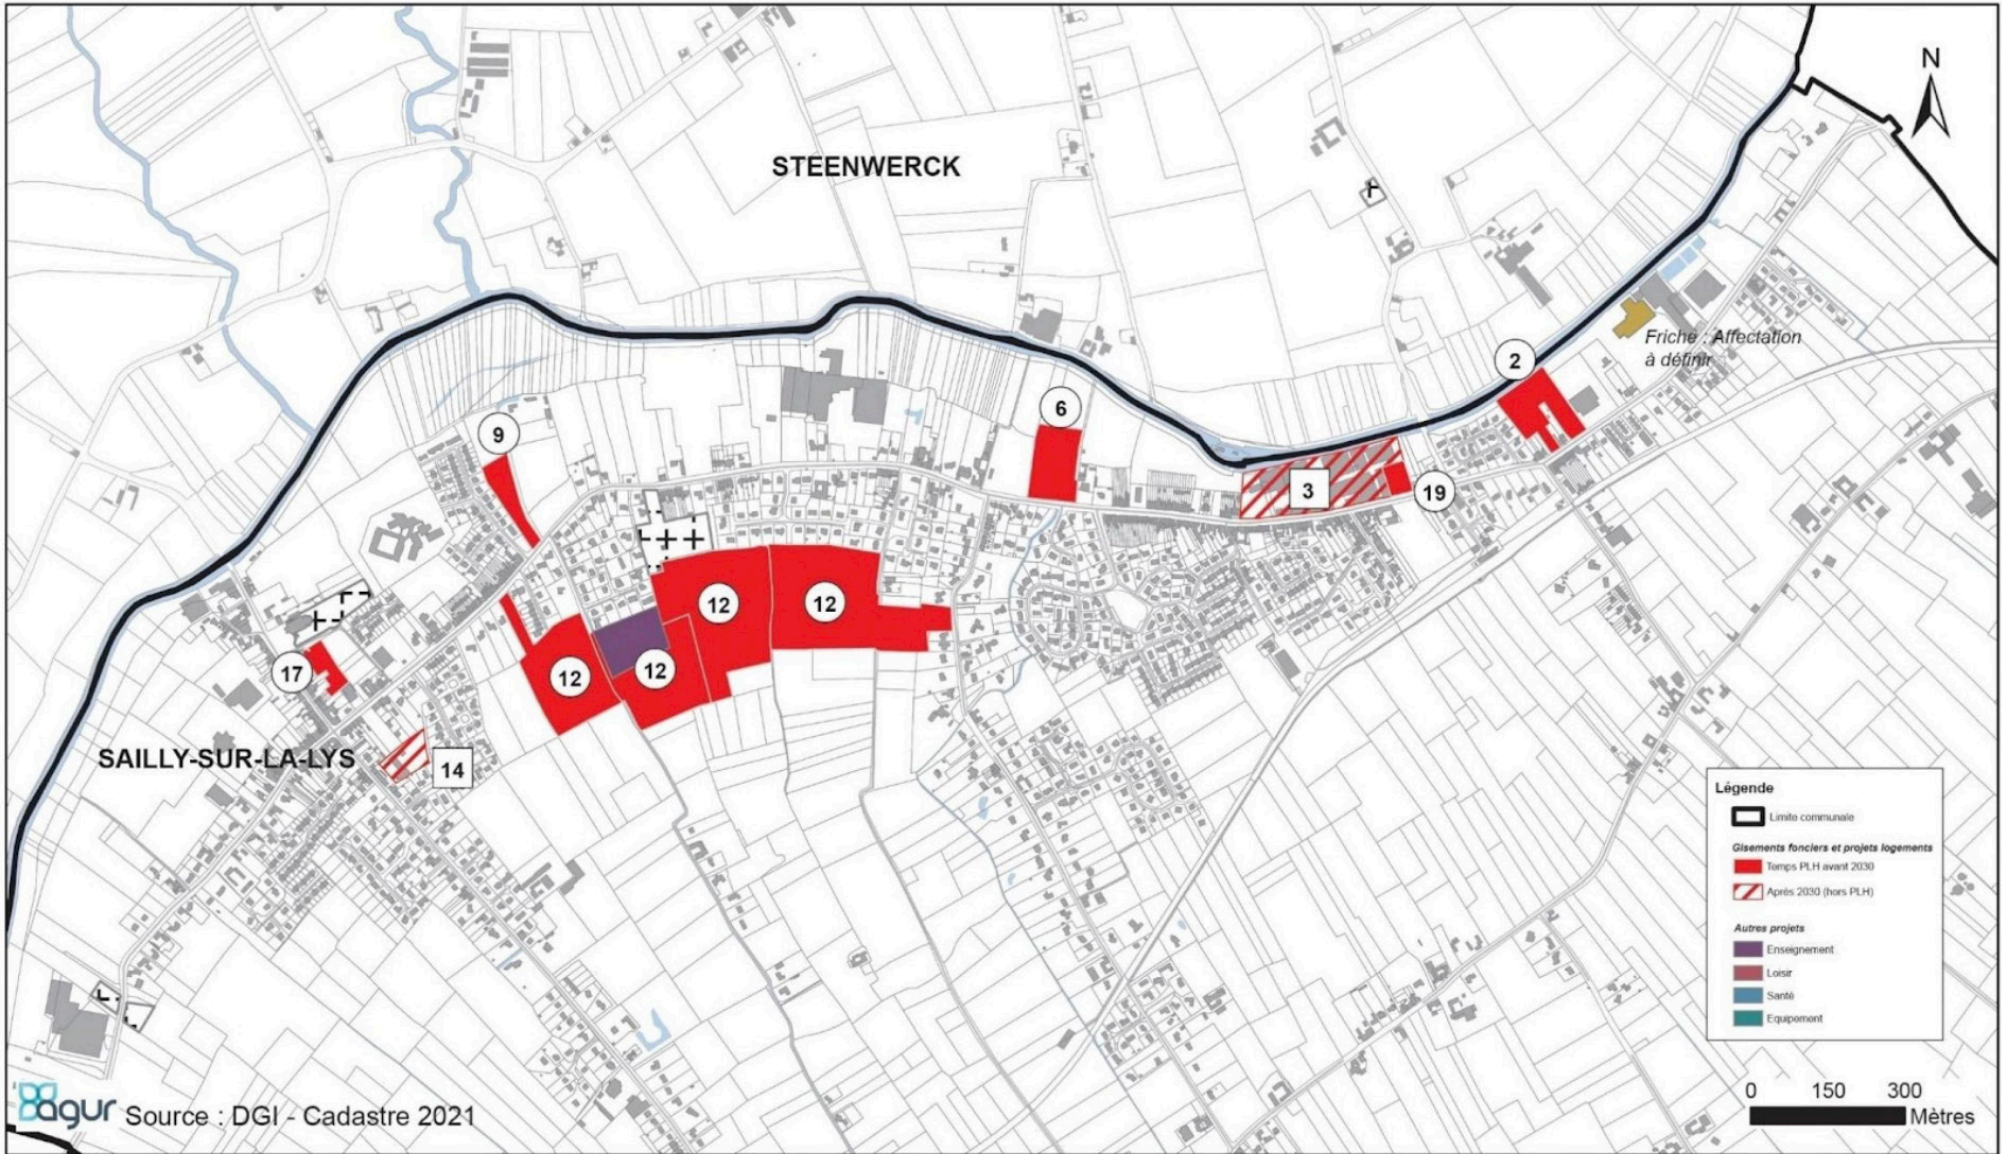 N
STEENWERCK
Friche : Affectation
à définir
2
6
9
3
19
12
12
12
12
17
SAILLY-SUR-LA-LYS
14
Légende
Limite communale
Gisements fonciers et projets logements
Temps PLH avant 2030
Après 2030 (hors PLH)
Autres projets
Enseignement
Loisir
Santé
Equipement
0 150 300
Mètres
agur Source : DGI - Cadastre 2021